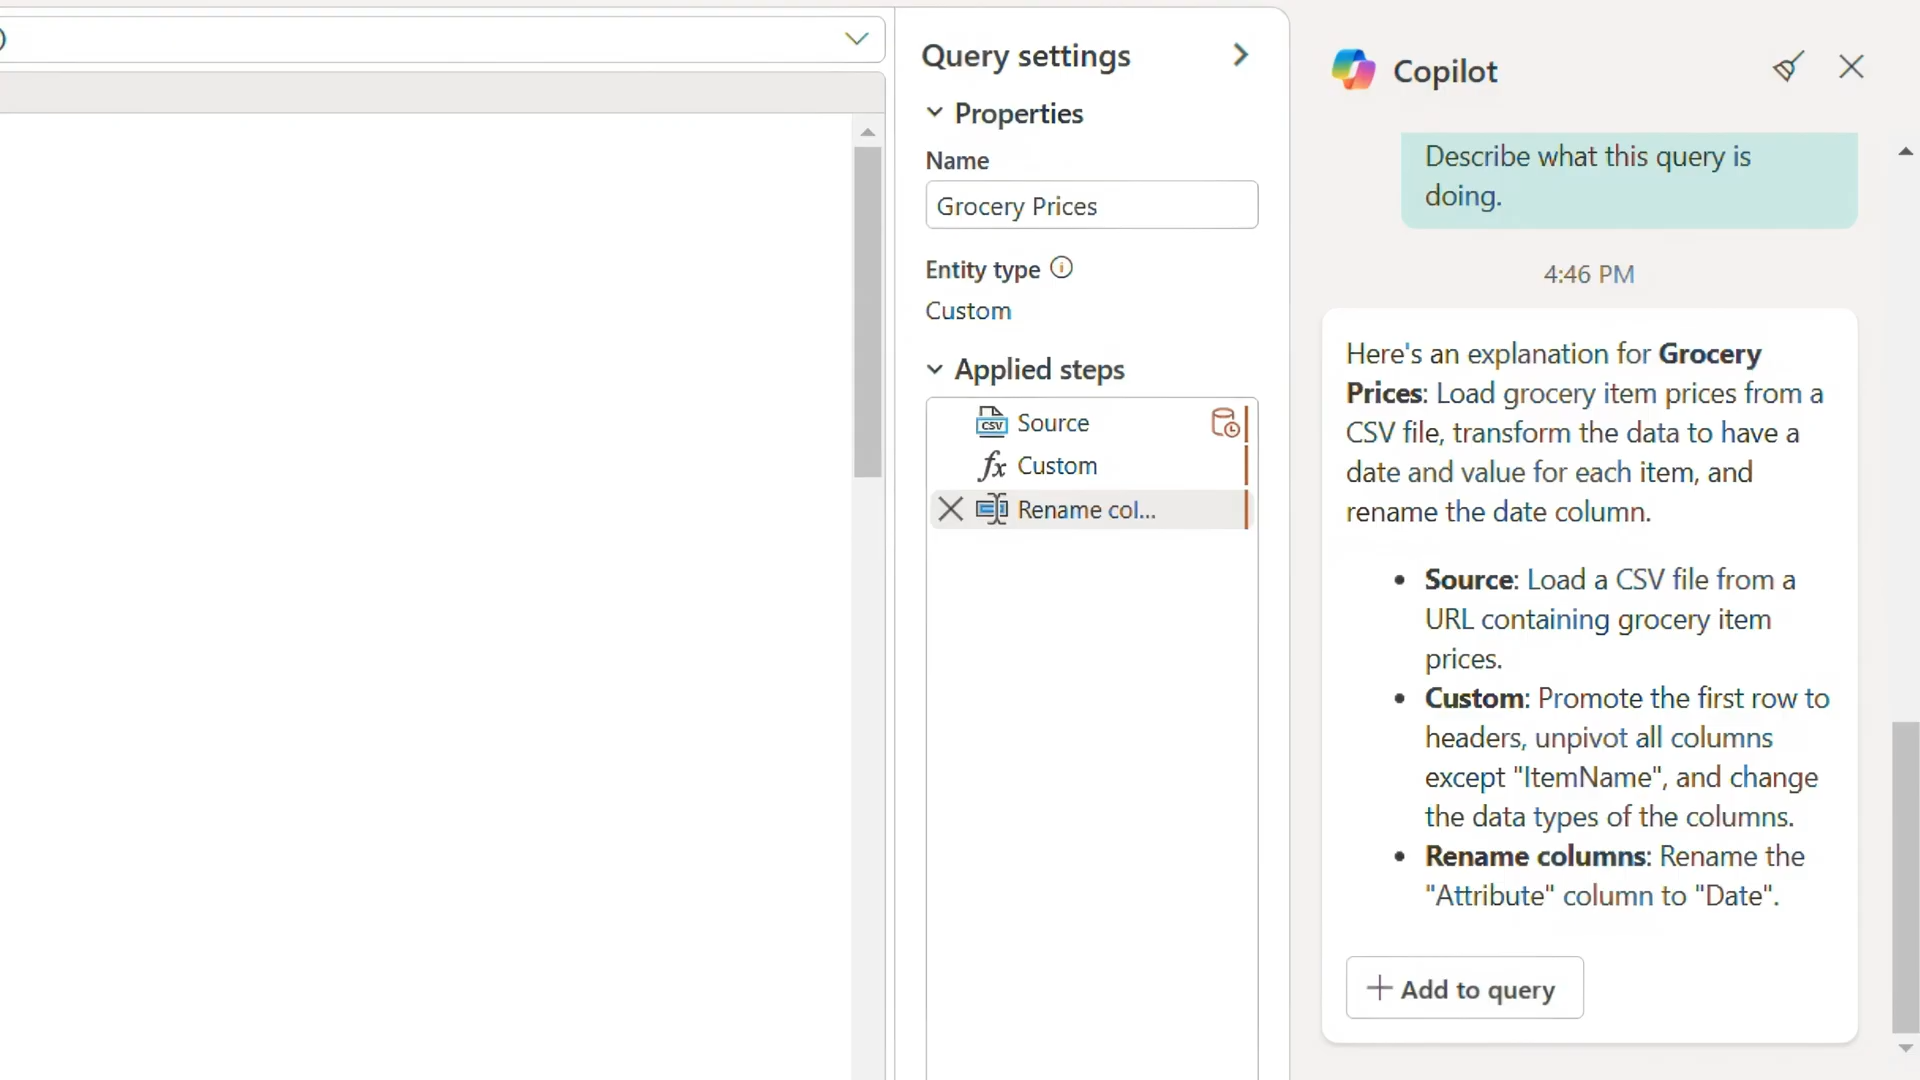 )
Query settings
Properties
Name
Grocery Prices
Entity type
Custom
Applied steps
CSV Source
fx Custom
Rename col...
Copilot
Describe what this query is
doing.
4:46 PM
Here's an explanation for Grocery
Prices: Load grocery item prices from a
CSV file, transform the data to have a
date and value for each item, and
rename the date column.
• Source: Load a CSV file from a
URL containing grocery item
prices.
• Custom: Promote the first row to
headers, unpivot all columns
except "ItemName", and change
the data types of the columns.
• Rename columns: Rename the
"Attribute" column to "Date".
+ Add to query